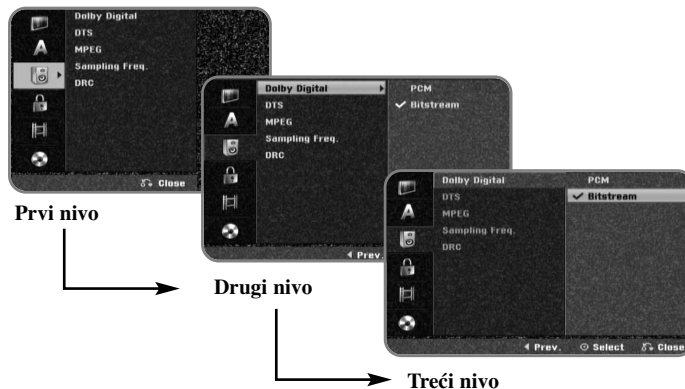 Dolby Digital
DTS
MPEG
Sampling Freq.
DRC
A
Close
Prvi nivo
Dolby Digital
DTS
MPEG
Sampling Freq.
DRC
A
PCM
Bitstream
Prev.
Drugi nivo
Dolby Digital
DTS
MPEG
Sampling Freq.
DRC
A
PCM
Bitstream
Prev.
Select
Close
Treći nivo